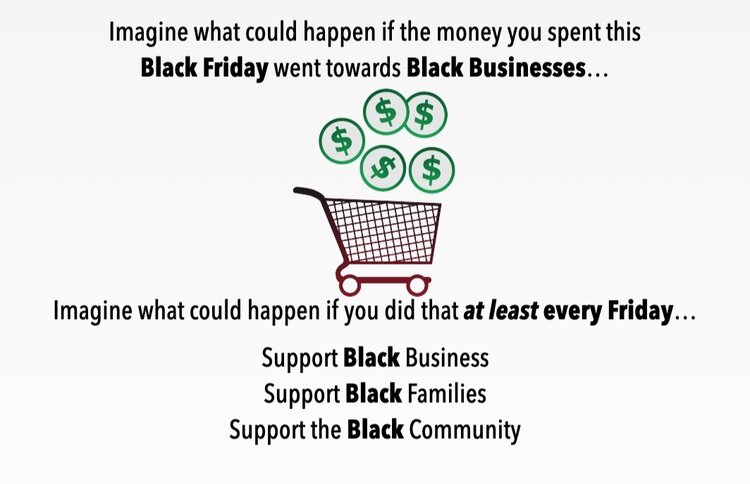 Imagine what could happen if the money you spent this
Black Friday went towards Black Businesses…
$ $
$
$ $
Imagine what could happen if you did that at least every Friday…
Support Black Business
Support Black Families
Support the Black Community